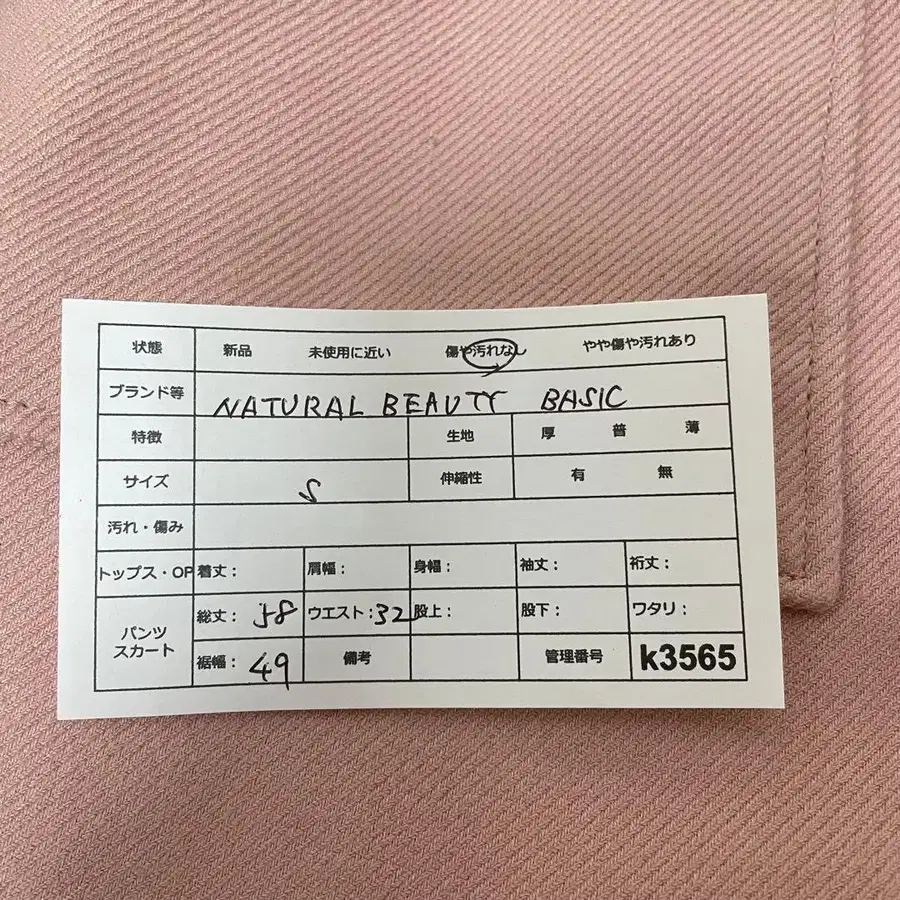 状態 新品 未使用に近い 傷や汚れなし やや傷や汚れあり
ブランド等 NATURAL BEAUTY BASIC
特徴 生地 厚 普 薄
サイズ S 伸縮性 有 無
汚れ・傷み
トップス・OP 着丈： 肩幅： 身幅： 袖丈： 裄丈：
パンツ スカート 総丈： 58 ウエスト：32 股上： 股下： ワタリ：
裾幅： 49 備考 管理番号 k3565